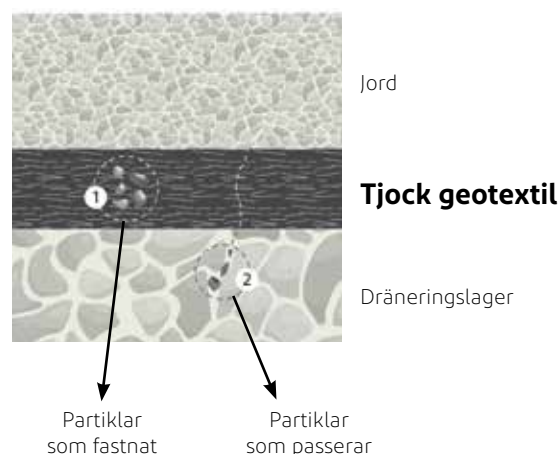 Jord
1
Tjock geotextil
2
Dräneringslager
Partiklar
som fastnat
Partiklar
som passerar